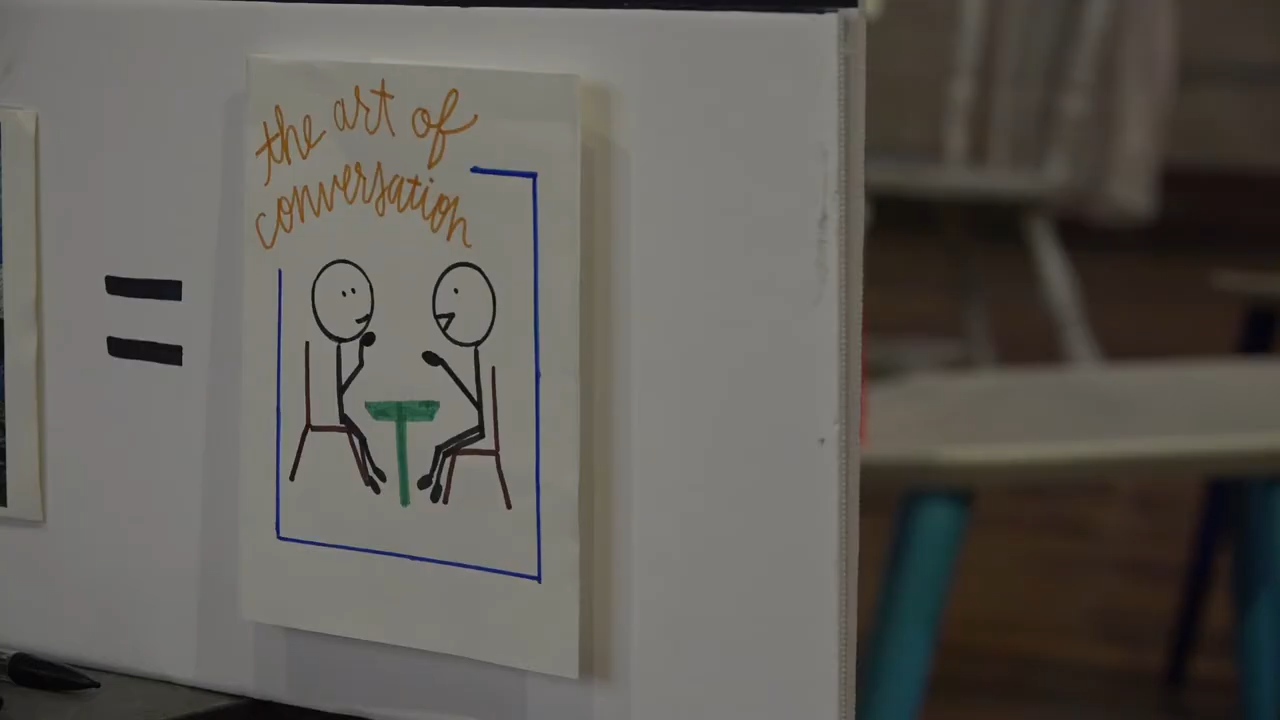 the art of
conversation
=